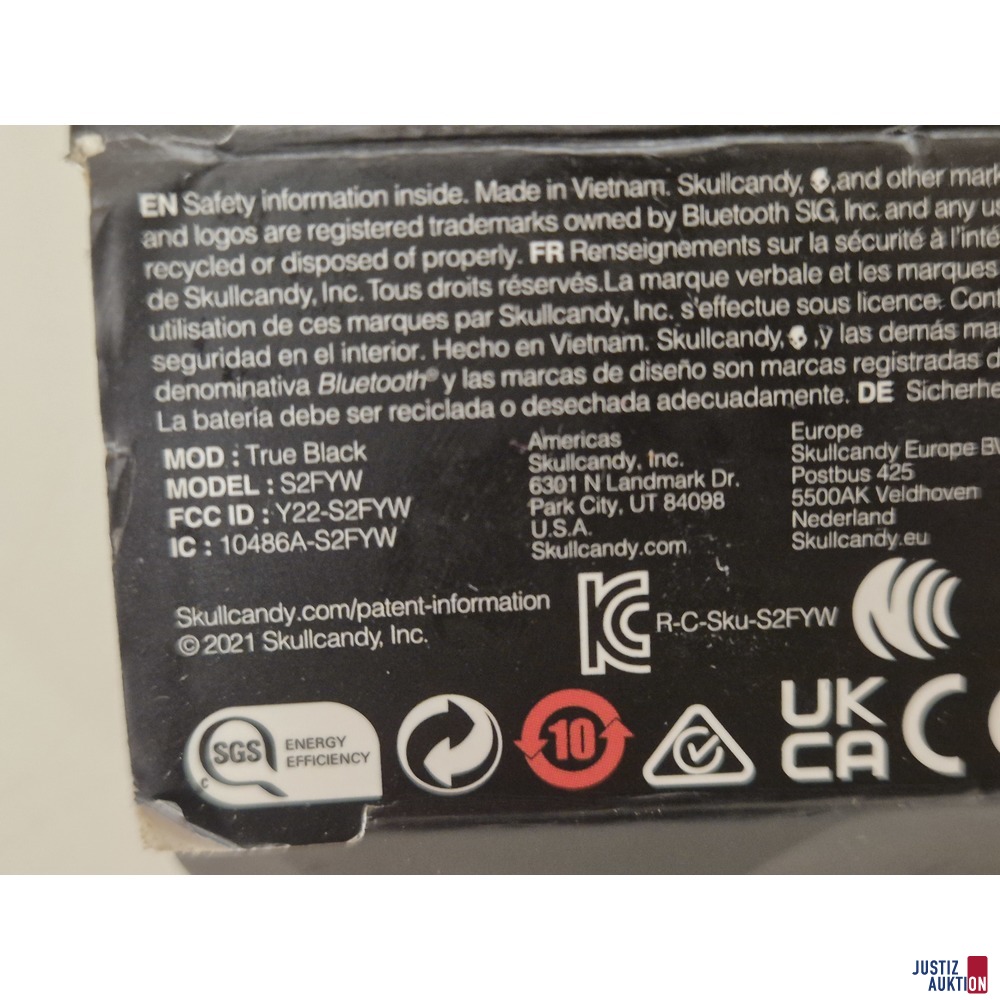 EN Safety information inside. Made in Vietnam. Skullcandy, , and other mark
and logos are registered trademarks owned by Bluetooth SIG, Inc. and any us
recycled or disposed of properly. FR Renseignements sur la sécurité à l'inté
de Skullcandy, Inc. Tous droits réservés.La marque verbale et les marques
utilisation de ces marques par Skullcandy, Inc. s'effectue sous licence. Con
seguridad en el interior. Hecho en Vietnam. Skullcandy, , y las demás ma
denominativa Bluetooth® y las marcas de diseño son marcas registradas d
La batería debe ser reciclada o desechada adecuadamente. DE Sicherhe
MOD : True Black
MODEL : S2FYW
FCC ID : Y22-S2FYW
IC : 10486A-S2FYW
Americas
Skullcandy, Inc.
6301 N Landmark Dr.
Park City, UT 84098
U.S.A.
Skullcandy.com
Europe
Skullcandy Europe BV
Postbus 425
5500AK Veldhoven
Nederland
Skullcandy.eu
Skullcandy.com/patent-information
© 2021 Skullcandy, Inc.
R-C-Sku-S2FYW
SGS ENERGY
EFFICIENCY
C
10
UK
CA
JUSTIZ
AUKTION